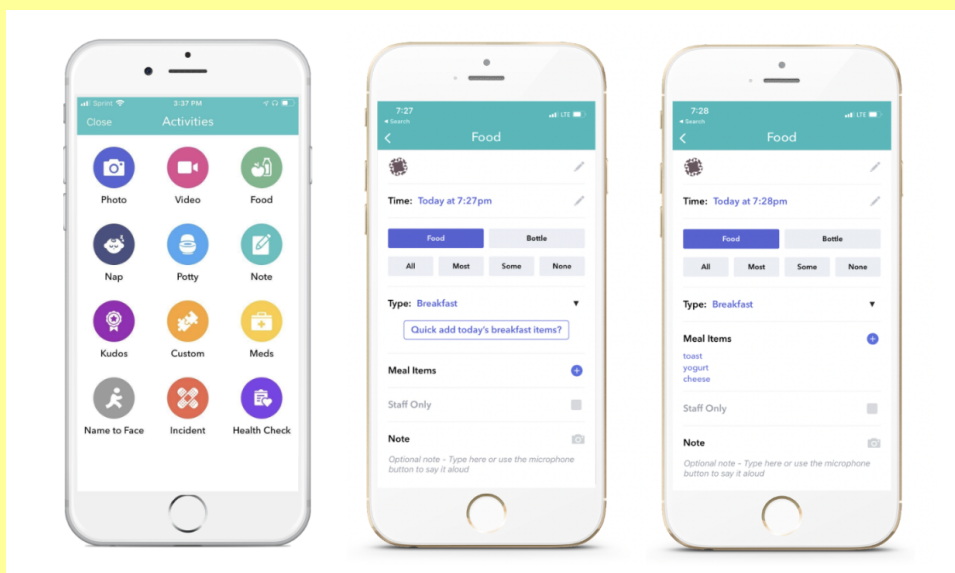 Sprint 3:37 PM
Close Activities
Photo Video Food
Nap Potty Note
Kudos Custom Meds
Name to Face Incident Health Check
7:27 LTE
◀ Search
Food
Time: Today at 7:27pm
Food Bottle
All Most Some None
Type: Breakfast ▼
Quick add today's breakfast items?
Meal Items
Staff Only
Note
Optional note - Type here or use the microphone
button to say it aloud
7:28 LTE
◀ Search
Food
Time: Today at 7:28pm
Food Bottle
All Most Some None
Type: Breakfast ▼
Meal Items
toast
yogurt
cheese
Staff Only
Note
Optional note - Type here or use the microphone
button to say it aloud